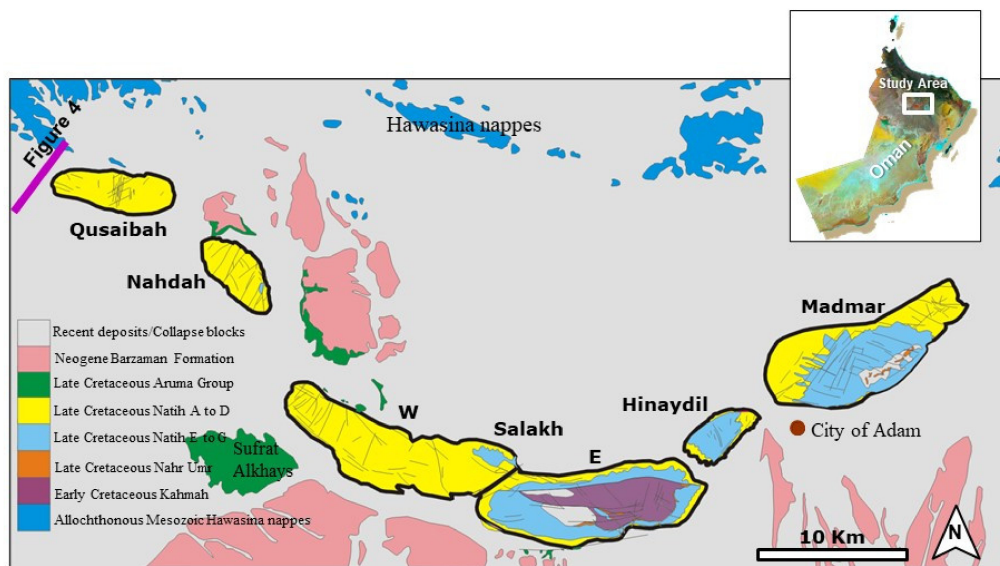 Study Area
Oman
Figure 4
Hawasina nappes
Qusaibah
Nahdah
Madmar
Recent deposits/Collapse blocks
Neogene Barzaman Formation
Late Cretaceous Aruma Group
Late Cretaceous Natih A to D
Late Cretaceous Natih E to G
Late Cretaceous Nahr Umr
Early Cretaceous Kahmah
Allochthonous Mesozoic Hawasina nappes
Sufrat
Alkhays
W
Salakh
E
Hinaydil
City of Adam
10 Km
N